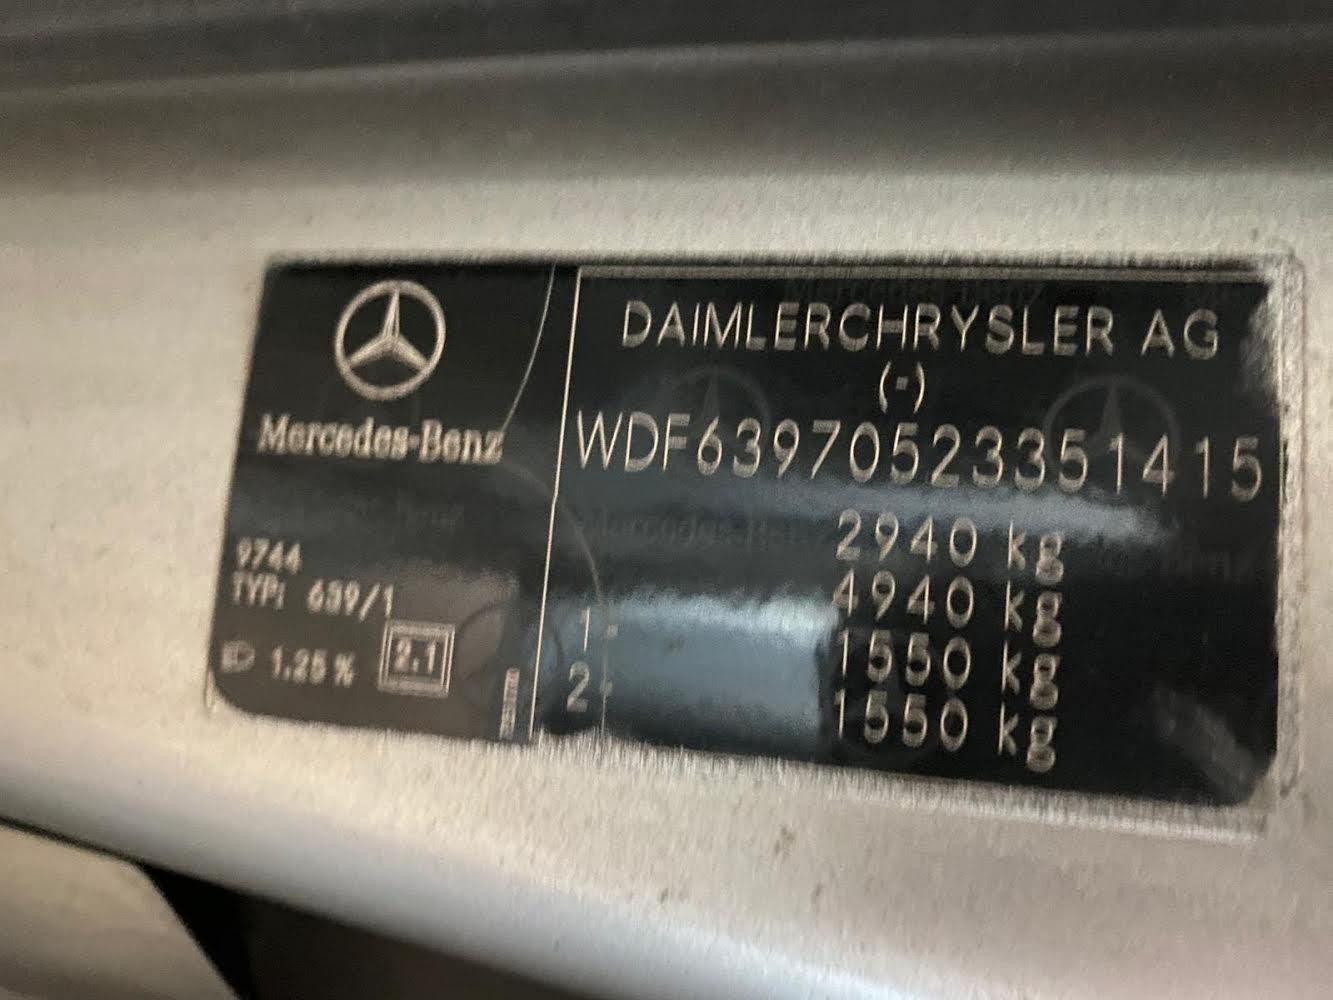 Mercedes-Benz
9744
TYP: 639/1
1.25 %
2.1
DAIMLERCHRYSLER AG
(-)
WDF63970523351415
2940 kg
4940 kg
1- 1550 kg
2- 1550 kg